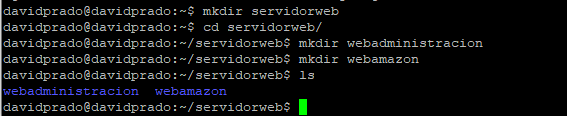 davidprado@davidprado:~$ mkdir servidorweb
davidprado@davidprado:~$ cd servidorweb/
davidprado@davidprado:~/servidorweb$ mkdir webadministracion
davidprado@davidprado:~/servidorweb$ mkdir webamazon
davidprado@davidprado:~/servidorweb$ ls
webadministracion  webamazon
davidprado@davidprado:~/servidorweb$